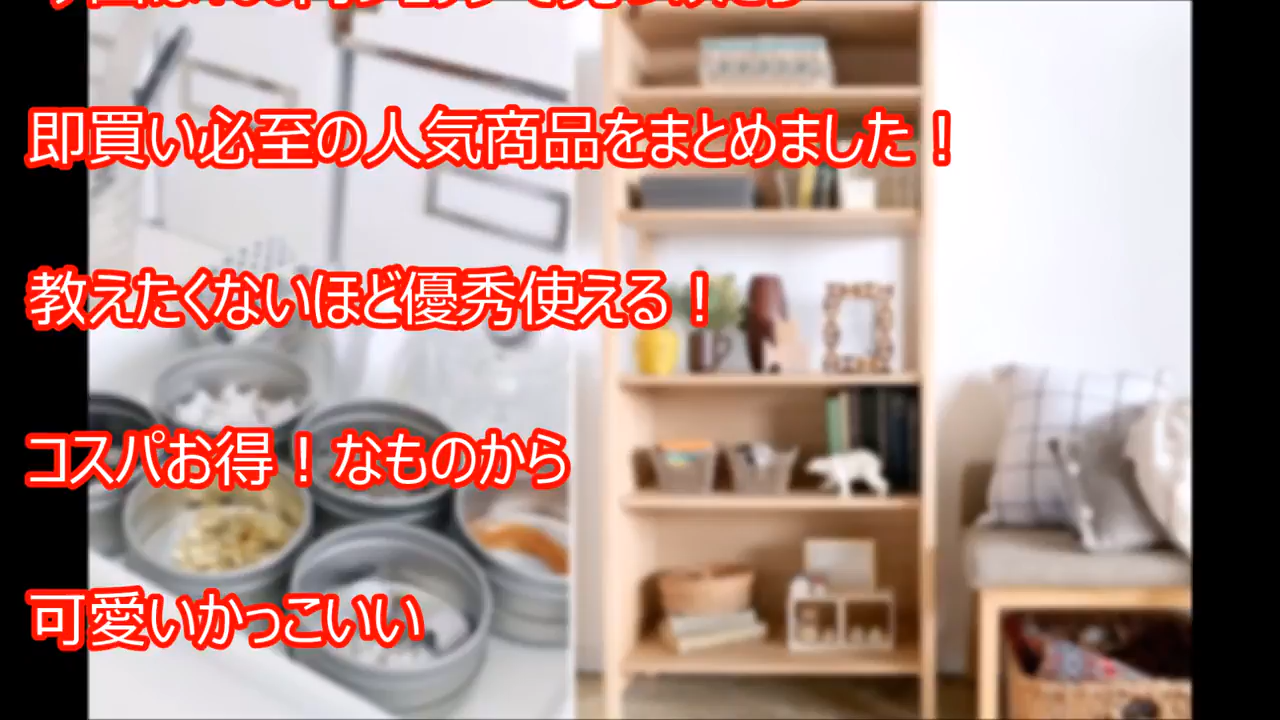 即買い必至の人気商品をまとめました！
教えたくないほど優秀使える！
コスパお得！なものから
可愛いかっこいい